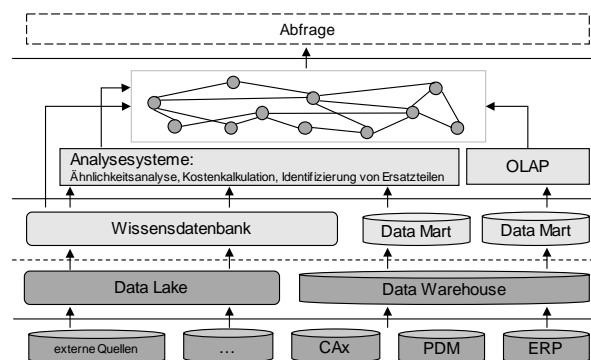 Abfrage
Analysesysteme:
Ähnlichkeitsanalyse, Kostenkalkulation, Identifizierung von Ersatzteilen
OLAP
Wissensdatenbank
Data Mart
Data Mart
Data Lake
Data Warehouse
externe Quellen
...
CAx
PDM
ERP